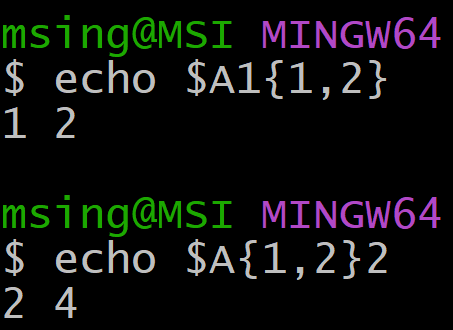 msing@MSI MINGW64
$ echo $A1{1,2}
1 2
msing@MSI MINGW64
$ echo $A{1,2}2
2 4